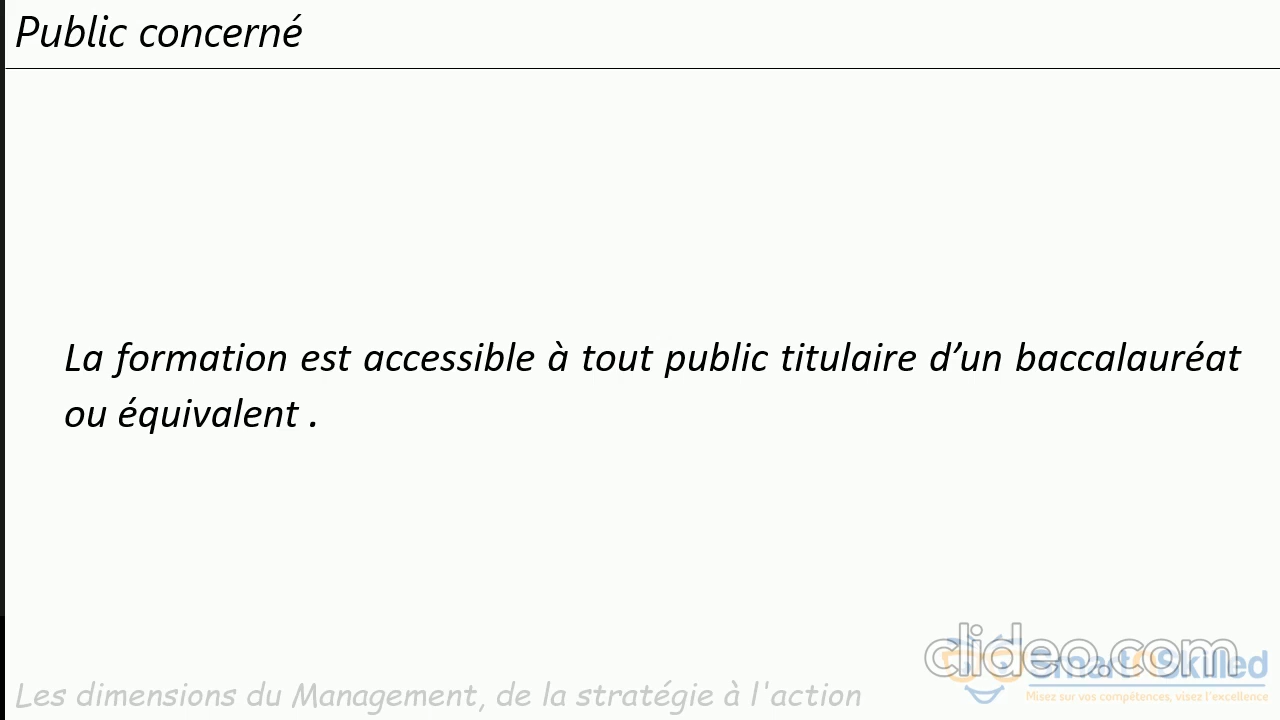 Public concerné
La formation est accessible à tout public titulaire d’un baccalauréat
ou équivalent .
clideo.com
Skilled
Misez sur vos compétences, visez l'excellence
Les dimensions du Management, de la stratégie à l'action